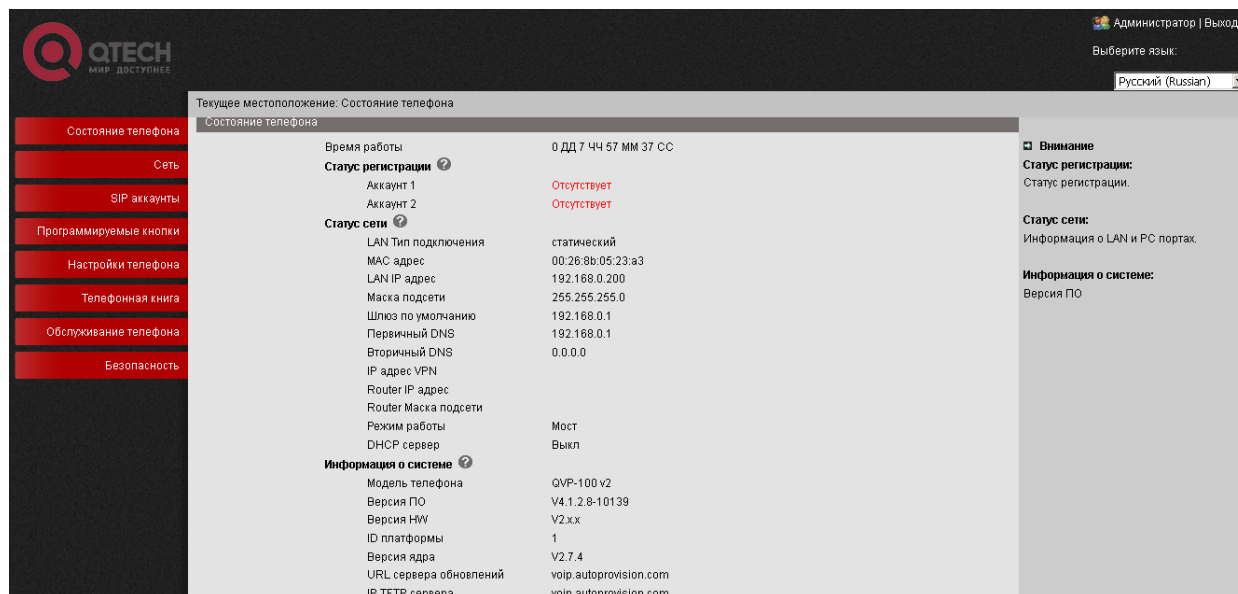 QTECH
МИР ДОСТУПНЕЕ
Администратор | Выход
Выберите язык:
Русский (Russian)
Текущее местоположение: Состояние телефона
Состояние телефона
Сеть
SIP аккаунты
Программируемые кнопки
Настройки телефона
Телефонная книга
Обслуживание телефона
Безопасность
Состояние телефона
Время работы 0 ДД 7 ЧЧ 57 ММ 37 СС
Статус регистрации ?
Аккаунт 1 Отсутствует
Аккаунт 2 Отсутствует
Статус сети ?
LAN Тип подключения статический
MAC адрес 00:26:8b:05:23:a3
LAN IP адрес 192.168.0.200
Маска подсети 255.255.255.0
Шлюз по умолчанию 192.168.0.1
Первичный DNS 192.168.0.1
Вторичный DNS 0.0.0.0
IP адрес VPN
Router IP адрес
Router Маска подсети
Режим работы Мост
DHCP сервер Выкл
Информация о системе ?
Модель телефона QVP-100 v2
Версия ПО V4.1.2.8-10139
Версия HW V2.x.x
ID платформы 1
Версия ядра V2.7.4
URL сервера обновлений voip.autoprovision.com
IP TFTP сервера voip.autoprovision.com
Внимание
Статус регистрации:
Статус регистрации.
Статус сети:
Информация о LAN и PC портах.
Информация о системе:
Версия ПО